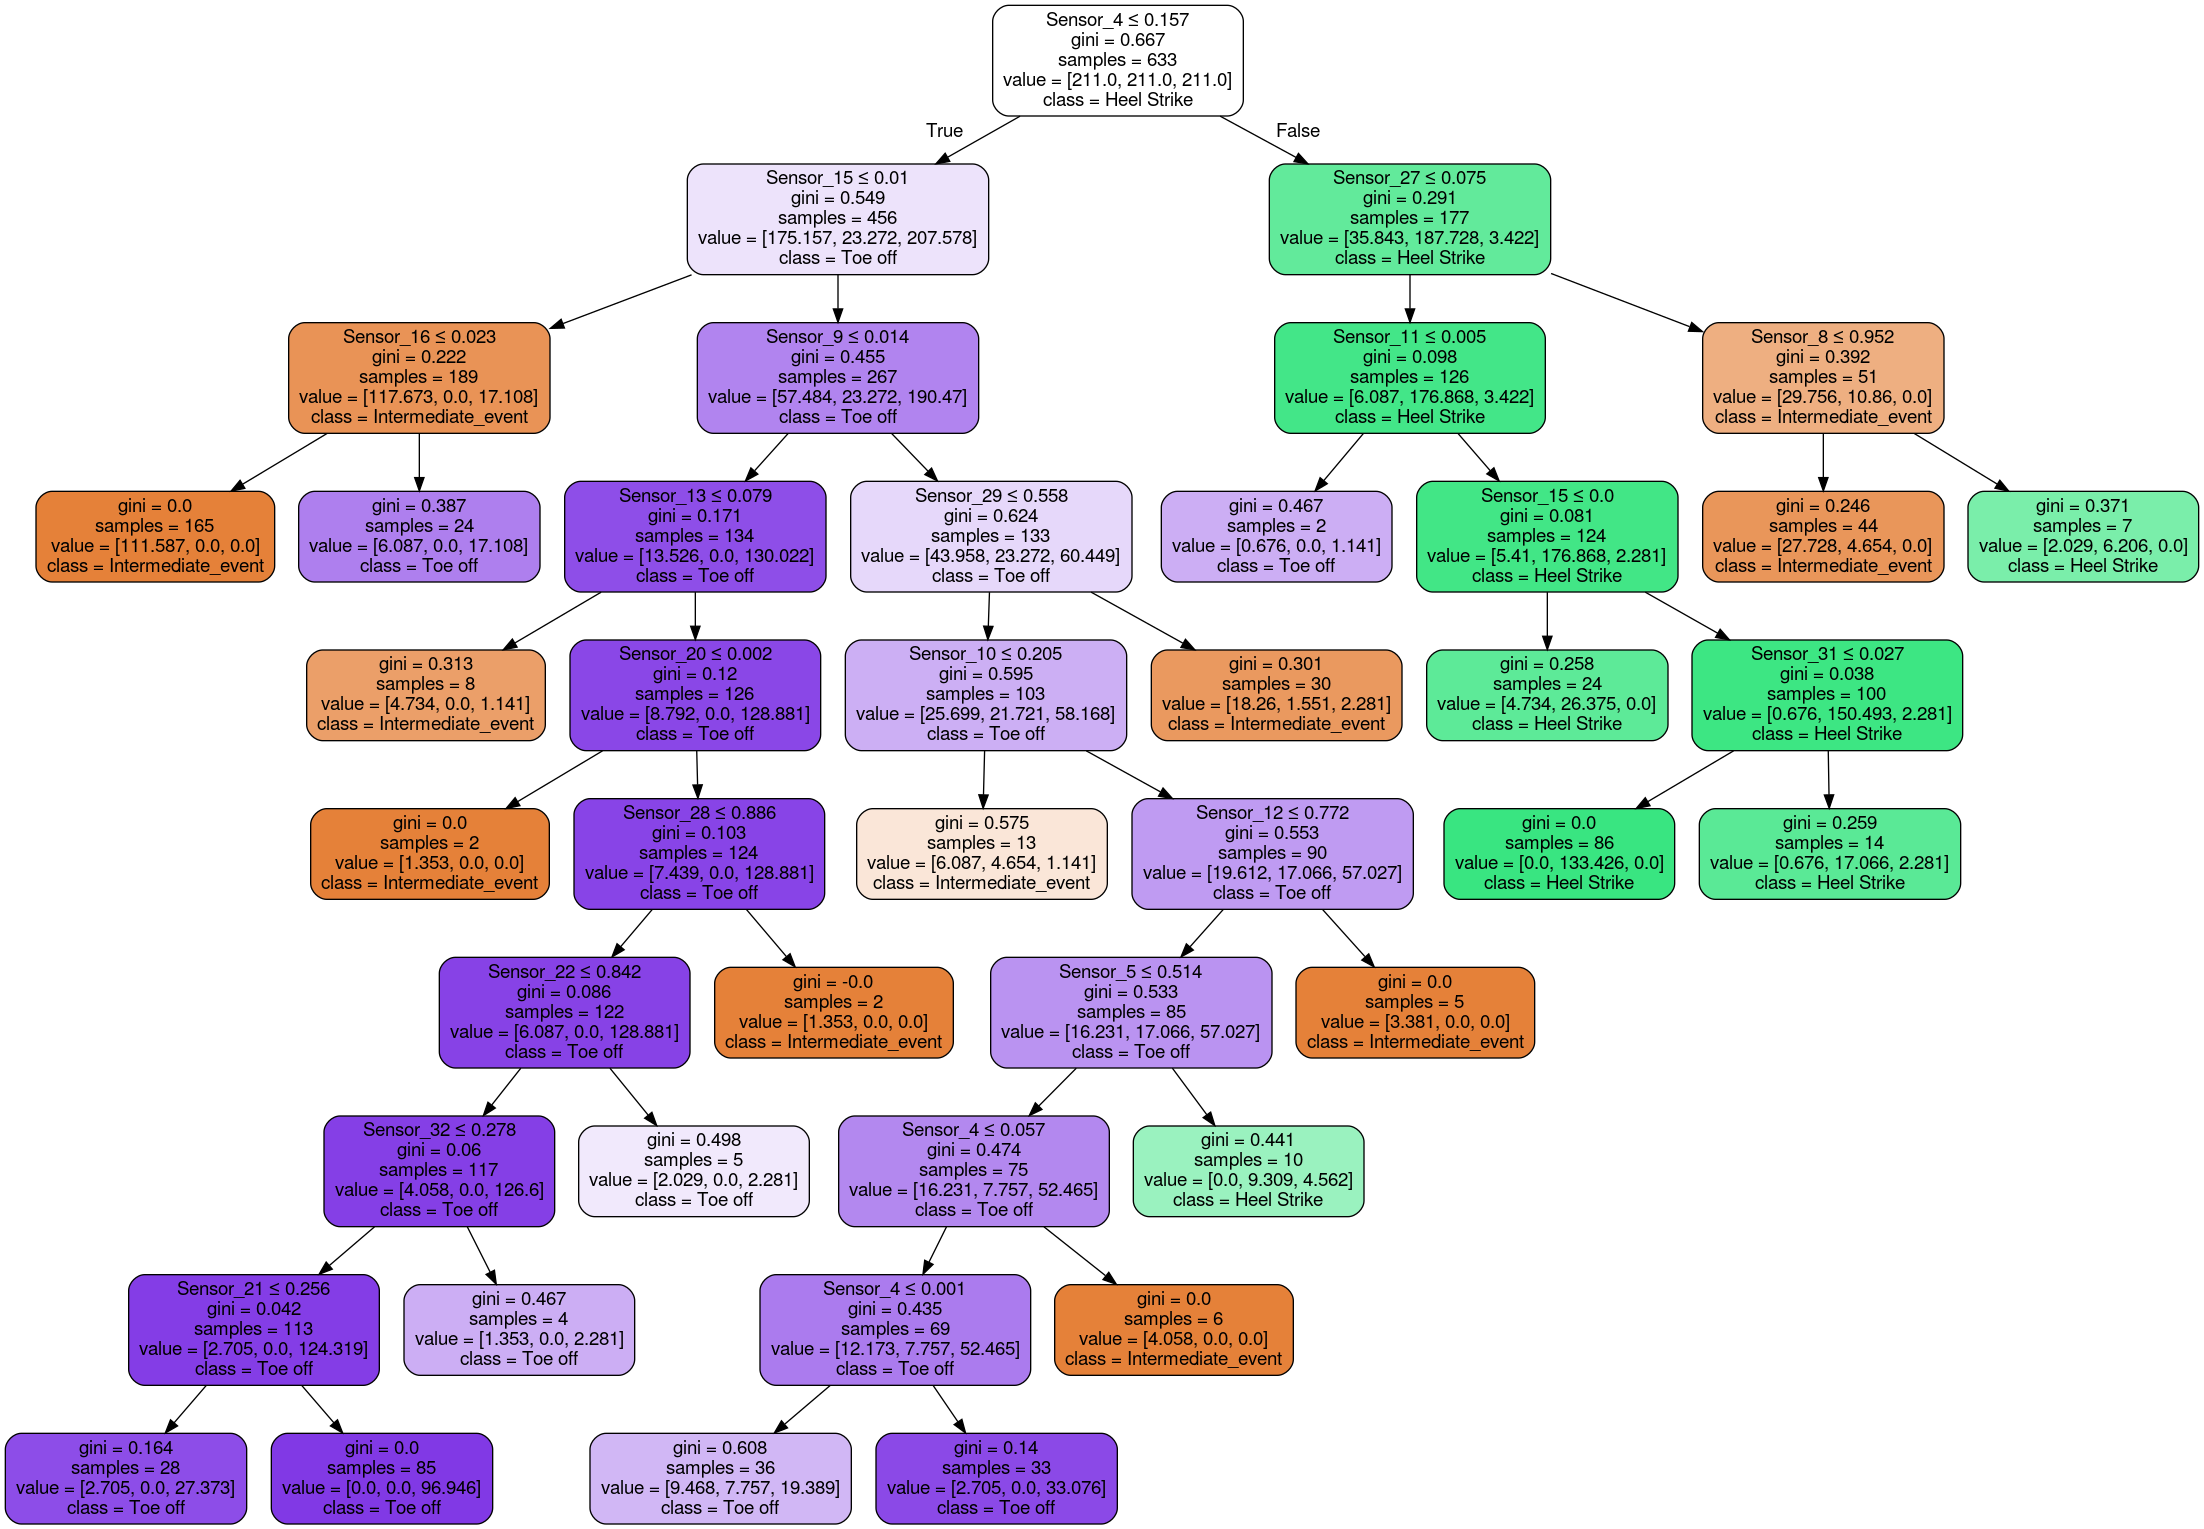 Sensor_4 ≤ 0.157
gini = 0.667
samples = 633
value = [211.0, 211.0, 211.0]
class = Heel Strike
True
False
Sensor_15 ≤ 0.01
gini = 0.549
samples = 456
value = [175.157, 23.272, 207.578]
class = Toe off
Sensor_27 ≤ 0.075
gini = 0.291
samples = 177
value = [35.843, 187.728, 3.422]
class = Heel Strike
Sensor_16 ≤ 0.023
gini = 0.222
samples = 189
value = [117.673, 0.0, 17.108]
class = Intermediate_event
Sensor_9 ≤ 0.014
gini = 0.455
samples = 267
value = [57.484, 23.272, 190.47]
class = Toe off
Sensor_11 ≤ 0.005
gini = 0.098
samples = 126
value = [6.087, 176.868, 3.422]
class = Heel Strike
Sensor_8 ≤ 0.952
gini = 0.392
samples = 51
value = [29.756, 10.86, 0.0]
class = Intermediate_event
gini = 0.0
samples = 165
value = [111.587, 0.0, 0.0]
class = Intermediate_event
gini = 0.387
samples = 24
value = [6.087, 0.0, 17.108]
class = Toe off
Sensor_13 ≤ 0.079
gini = 0.171
samples = 134
value = [13.526, 0.0, 130.022]
class = Toe off
Sensor_29 ≤ 0.558
gini = 0.624
samples = 133
value = [43.958, 23.272, 60.449]
class = Toe off
gini = 0.467
samples = 2
value = [0.676, 0.0, 1.141]
class = Toe off
Sensor_15 ≤ 0.0
gini = 0.081
samples = 124
value = [5.41, 176.868, 2.281]
class = Heel Strike
gini = 0.246
samples = 44
value = [27.728, 4.654, 0.0]
class = Intermediate_event
gini = 0.371
samples = 7
value = [2.029, 6.206, 0.0]
class = Heel Strike
gini = 0.313
samples = 8
value = [4.734, 0.0, 1.141]
class = Intermediate_event
Sensor_20 ≤ 0.002
gini = 0.12
samples = 126
value = [8.792, 0.0, 128.881]
class = Toe off
Sensor_10 ≤ 0.205
gini = 0.595
samples = 103
value = [25.699, 21.721, 58.168]
class = Toe off
gini = 0.301
samples = 30
value = [18.26, 1.551, 2.281]
class = Intermediate_event
gini = 0.258
samples = 24
value = [4.734, 26.375, 0.0]
class = Heel Strike
Sensor_31 ≤ 0.027
gini = 0.038
samples = 100
value = [0.676, 150.493, 2.281]
class = Heel Strike
gini = 0.0
samples = 2
value = [1.353, 0.0, 0.0]
class = Intermediate_event
Sensor_28 ≤ 0.886
gini = 0.103
samples = 124
value = [7.439, 0.0, 128.881]
class = Toe off
gini = 0.575
samples = 13
value = [6.087, 4.654, 1.141]
class = Intermediate_event
Sensor_12 ≤ 0.772
gini = 0.553
samples = 90
value = [19.612, 17.066, 57.027]
class = Toe off
gini = 0.0
samples = 86
value = [0.0, 133.426, 0.0]
class = Heel Strike
gini = 0.259
samples = 14
value = [0.676, 17.066, 2.281]
class = Heel Strike
Sensor_22 ≤ 0.842
gini = 0.086
samples = 122
value = [6.087, 0.0, 128.881]
class = Toe off
gini = -0.0
samples = 2
value = [1.353, 0.0, 0.0]
class = Intermediate_event
Sensor_5 ≤ 0.514
gini = 0.533
samples = 85
value = [16.231, 17.066, 57.027]
class = Toe off
gini = 0.0
samples = 5
value = [3.381, 0.0, 0.0]
class = Intermediate_event
Sensor_32 ≤ 0.278
gini = 0.06
samples = 117
value = [4.058, 0.0, 126.6]
class = Toe off
gini = 0.498
samples = 5
value = [2.029, 0.0, 2.281]
class = Toe off
Sensor_4 ≤ 0.057
gini = 0.474
samples = 75
value = [16.231, 7.757, 52.465]
class = Toe off
gini = 0.441
samples = 10
value = [0.0, 9.309, 4.562]
class = Heel Strike
Sensor_21 ≤ 0.256
gini = 0.042
samples = 113
value = [2.705, 0.0, 124.319]
class = Toe off
gini = 0.467
samples = 4
value = [1.353, 0.0, 2.281]
class = Toe off
Sensor_4 ≤ 0.001
gini = 0.435
samples = 69
value = [12.173, 7.757, 52.465]
class = Toe off
gini = 0.0
samples = 6
value = [4.058, 0.0, 0.0]
class = Intermediate_event
gini = 0.164
samples = 28
value = [2.705, 0.0, 27.373]
class = Toe off
gini = 0.0
samples = 85
value = [0.0, 0.0, 96.946]
class = Toe off
gini = 0.608
samples = 36
value = [9.468, 7.757, 19.389]
class = Toe off
gini = 0.14
samples = 33
value = [2.705, 0.0, 33.076]
class = Toe off